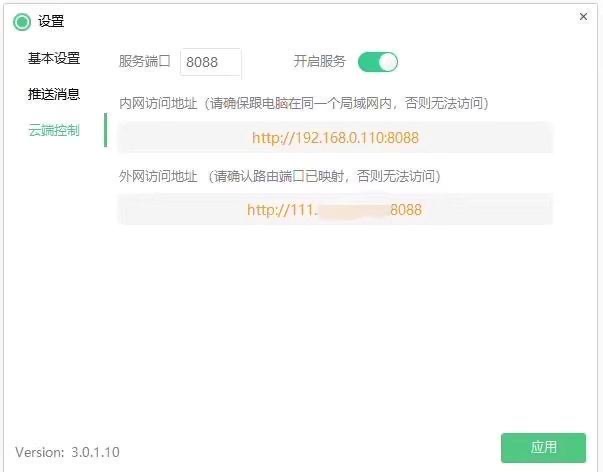 设置
×
基本设置
推送消息
云端控制
服务端口 8088 开启服务
内网访问地址（请确保跟电脑在同一个局域网内，否则无法访问）
http://192.168.0.110:8088
外网访问地址 （请确认路由端口已映射，否则无法访问）
http://111. 8088
Version: 3.0.1.10
应用